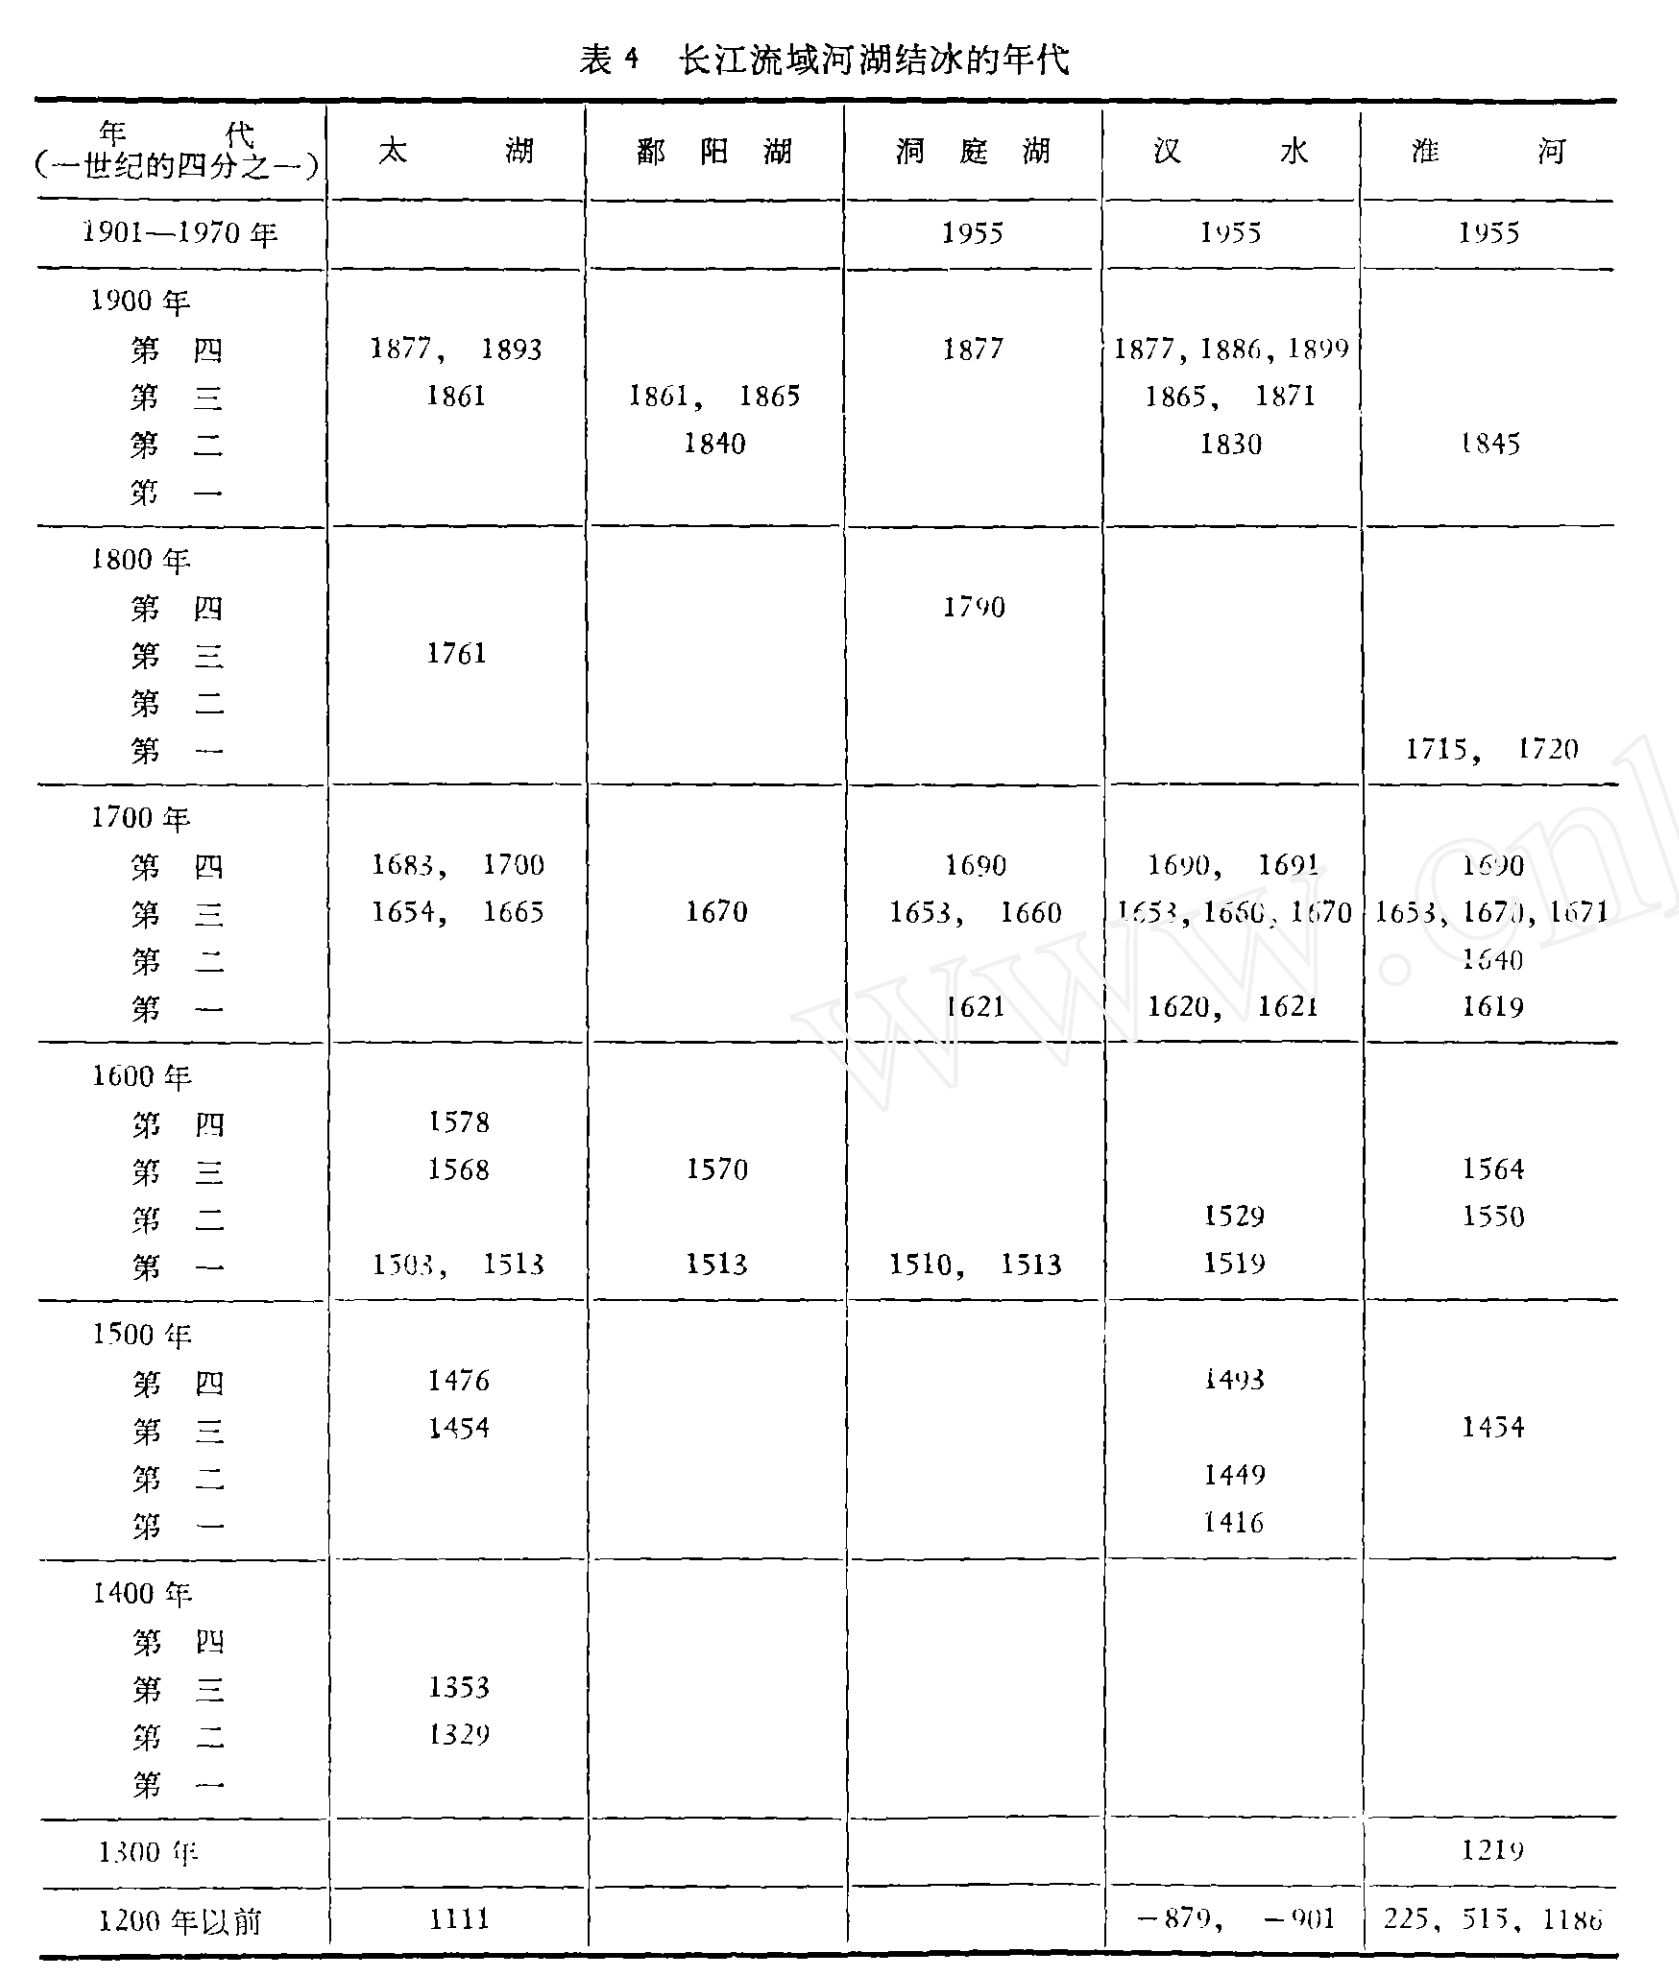 表 4 长江流域河湖结冰的年代
年 代 太 湖 鄱 阳 湖 洞 庭 湖 汉 水 淮 河
(一世纪的四分之一)
1901—1970 年 1955 1955 1955
1900 年
第 四 1877, 1893 1877 1877, 1886, 1899
第 三 1861 1861, 1865 1865, 1871
第 二 1840 1830 1845
第 一
1800 年
第 四 1790
第 三 1761
第 二
第 一 1715, 1720
1700 年
第 四 1683, 1700 1690 1690, 1691 1690
第 三 1654, 1665 1670 1653, 1660 1653, 1660, 1670 1653, 1670, 1671
第 二 1640
第 一 1621 1620, 1621 1619
1600 年
第 四 1578
第 三 1568 1570 1564
第 二 1529 1550
第 一 1503, 1513 1513 1510, 1513 1519
1500 年
第 四 1476 1493
第 三 1454 1454
第 二 1449
第 一 1416
1400 年
第 四
第 三 1353
第 二 1329
第 一
1300 年 1219
1200 年以前 1111 -879, -901 225, 515, 1186
www.cn